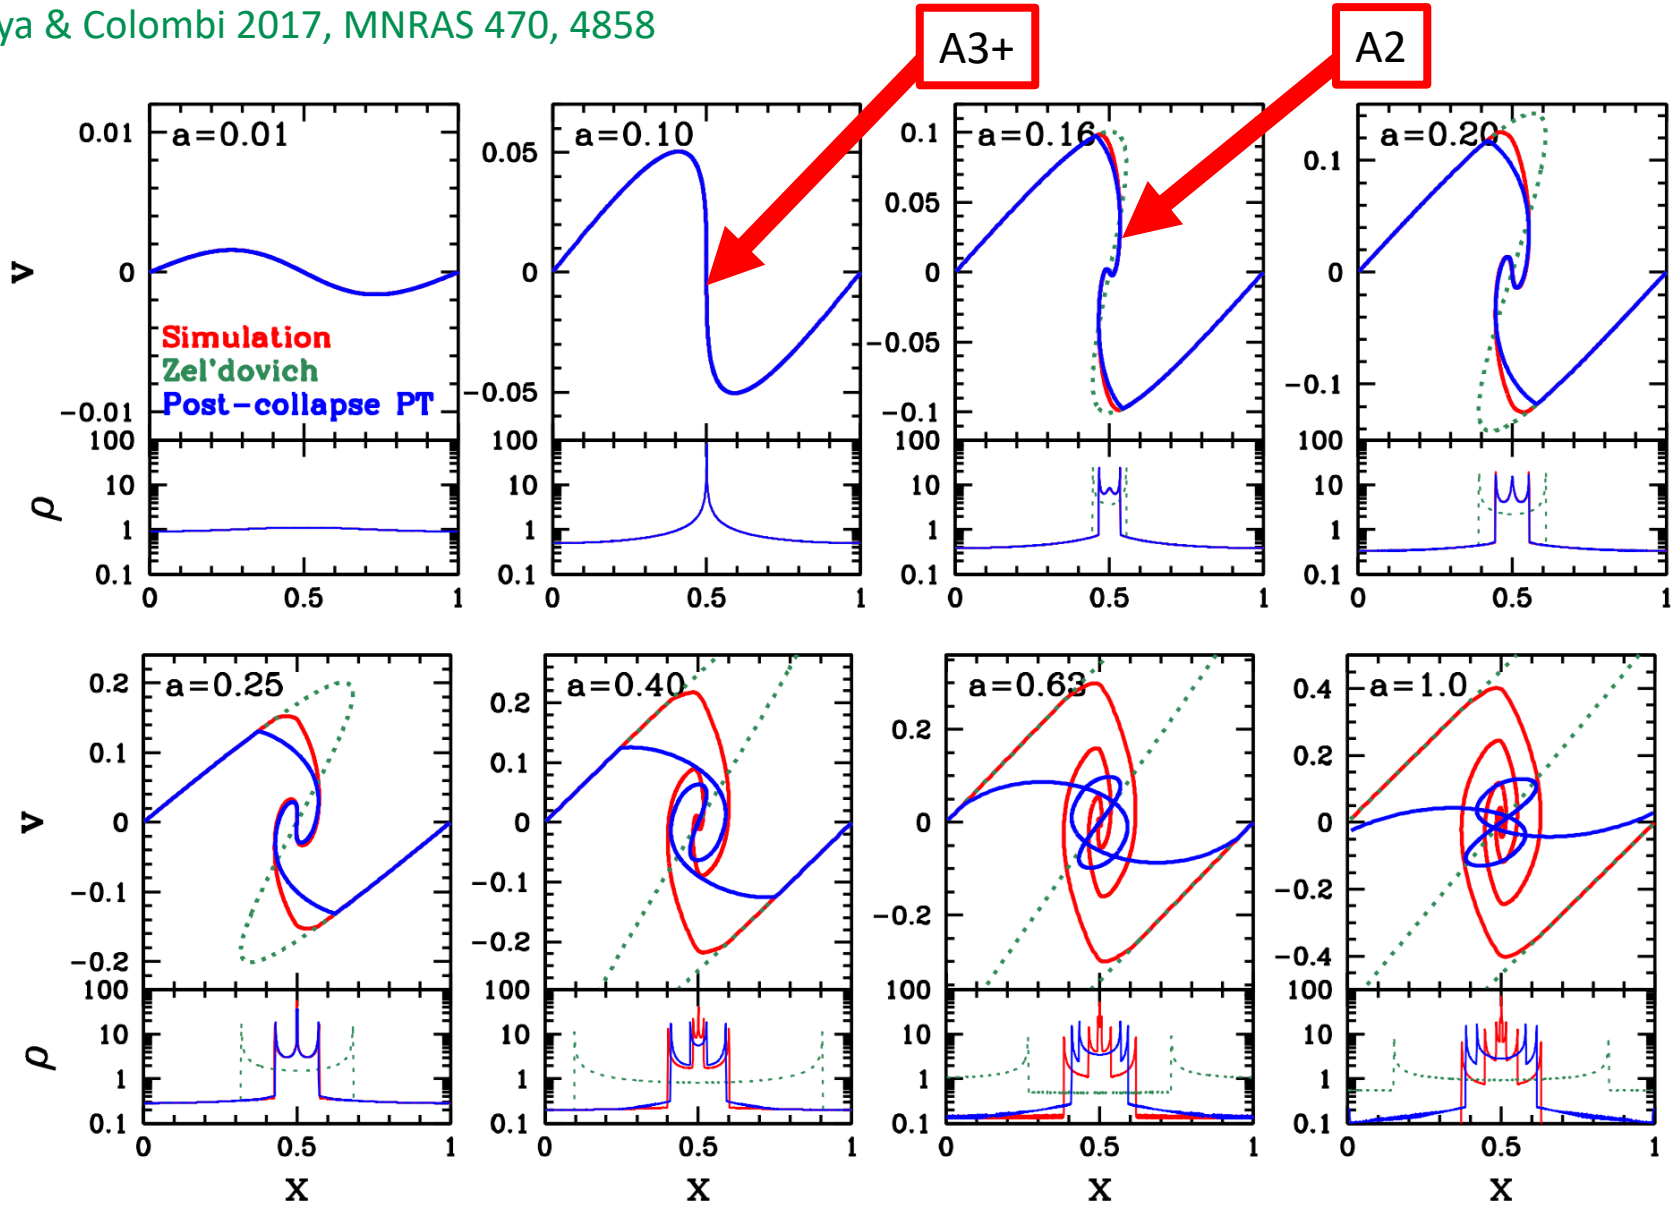 ya & Colombi 2017, MNRAS 470, 4858
A3+
A2
a=0.01
a=0.10
a=0.16
a=0.20
0.01
0
−0.01
0.05
0
−0.05
0.1
0.05
0
−0.05
−0.1
0.1
0
−0.1
v
Simulation
Zel'dovich
Post−collapse PT
100
10
1
0.1
100
10
1
0.1
100
10
1
0.1
100
10
1
0.1
ρ
0 0.5 1
0 0.5 1
0 0.5 1
0 0.5 1
a=0.25
a=0.40
a=0.63
a=1.0
0.2
0.1
0
−0.1
−0.2
0.2
0.1
0
−0.1
−0.2
0.2
0
−0.2
0.4
0.2
0
−0.2
−0.4
v
100
10
1
0.1
100
10
1
0.1
100
10
1
0.1
100
10
1
0.1
ρ
0 0.5 1
0 0.5 1
0 0.5 1
0 0.5 1
x
x
x
x